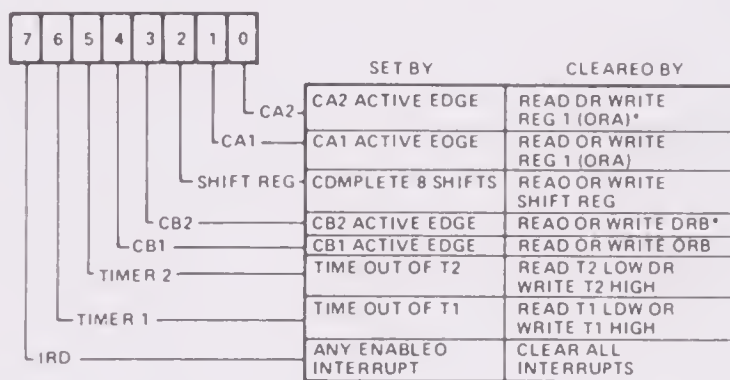 7 6 5 4 3 2 1 0
SET BY CLEAREO BY
CA2 CA2 ACTIVE EDGE READ DR WRITE
REG 1 (ORA)*
CA1 CA1 ACTIVE EOGE READ OR WRITE
REG 1 (ORA)
SHIFT REG CDMPLETE 8 SHIFTS REAO OR WRITE
SHIFT REG
CB2 CB2 ACTIVE EDGE REAO OR WRITE DRB*
CB1 CB1 ACTIVE EDGE READ OR WRITE ORB
TIMER 2 TIME OUT OF T2 READ T2 LOW DR
WRITE T2 HIGH
TIMER 1 TIME OUT OF T1 READ T1 LDW OR
WRITE T1 HIGH
IRD ANY ENABLEO CLEAR ALL
INTERRUPT INTERRUPTS